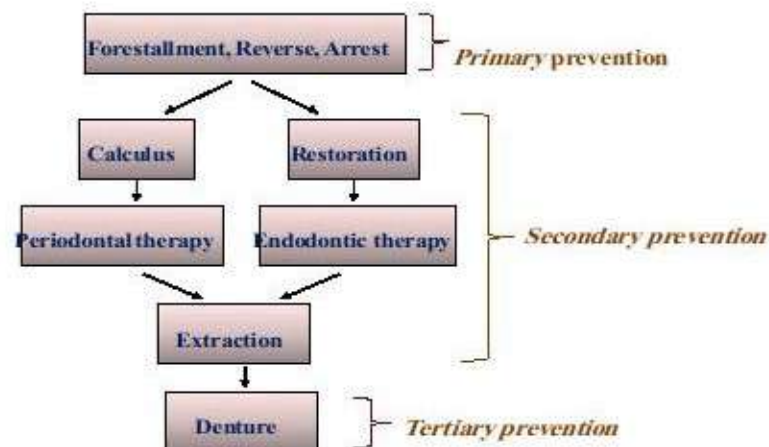 Forestallment, Reverse, Arrest
Primary prevention
Calculus
Restoration
Periodontal therapy
Endodontic therapy
Secondary prevention
Extraction
Denture
Tertiary prevention